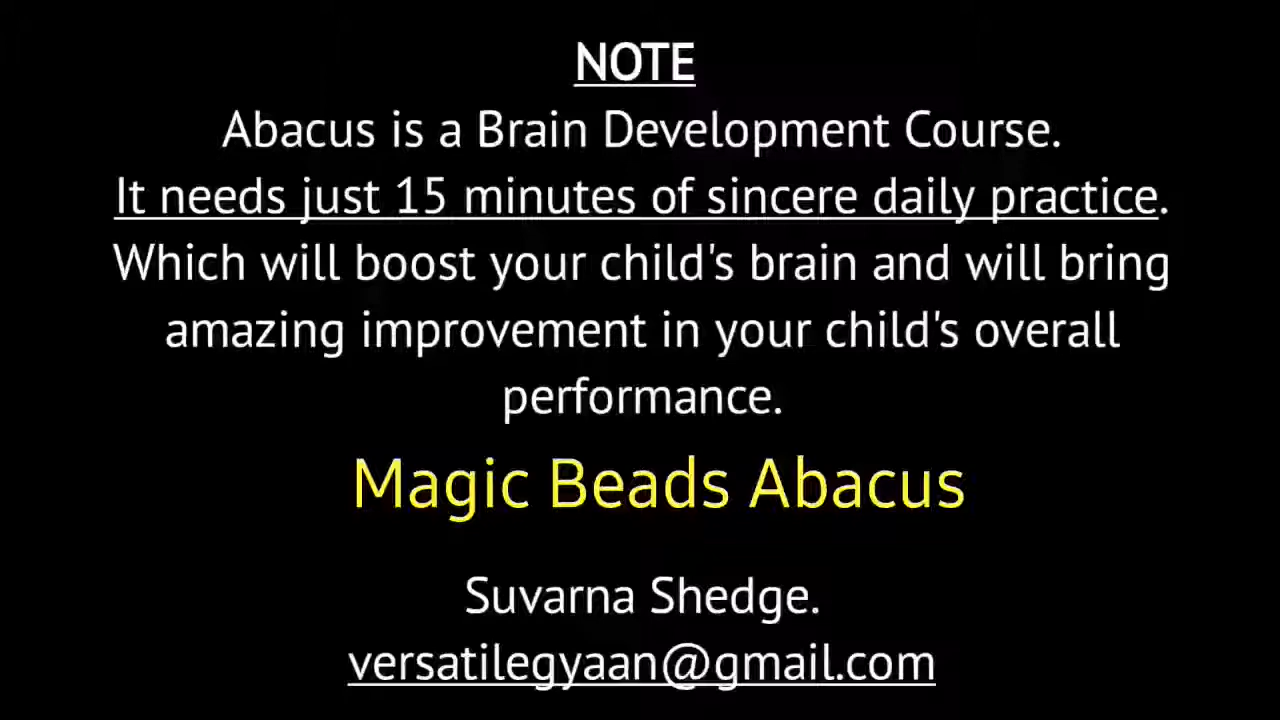 NOTE
Abacus is a Brain Development Course.
It needs just 15 minutes of sincere daily practice.
Which will boost your child's brain and will bring
amazing improvement in your child's overall
performance.
Magic Beads Abacus
Suvarna Shedge.
versatilegyaan@gmail.com